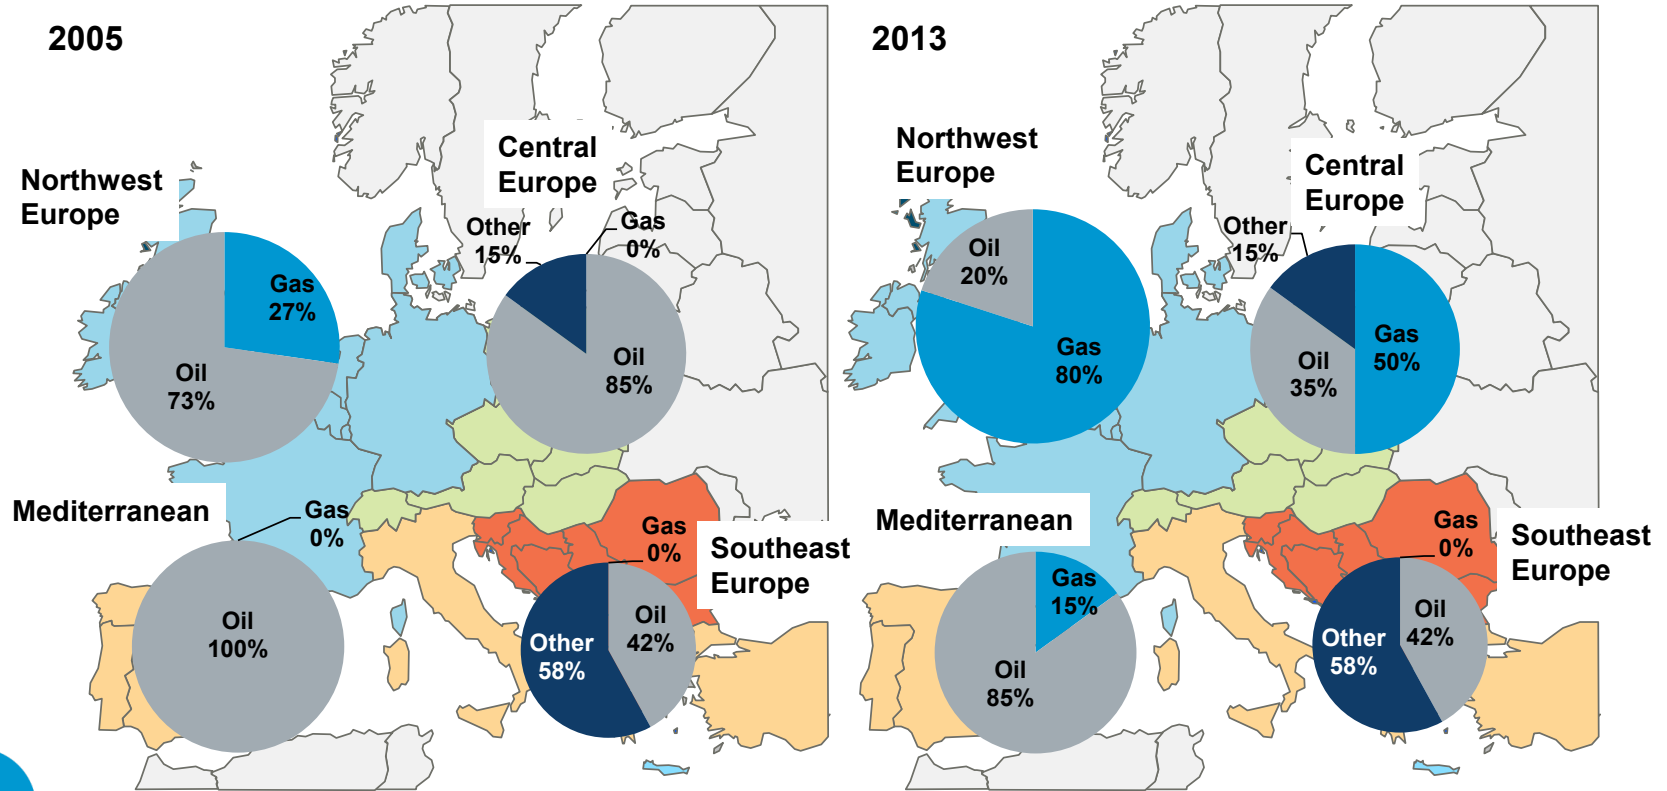 2005
Northwest
Europe
Gas
27%
Oil
73%
Central
Europe
Other
15%
Gas
0%
Oil
85%
Mediterranean
Gas
0%
Oil
100%
Southeast
Europe
Gas
0%
Oil
42%
Other
58%
2013
Northwest
Europe
Oil
20%
Gas
80%
Central
Europe
Other
15%
Gas
50%
Oil
35%
Mediterranean
Gas
15%
Oil
85%
Southeast
Europe
Gas
0%
Oil
42%
Other
58%